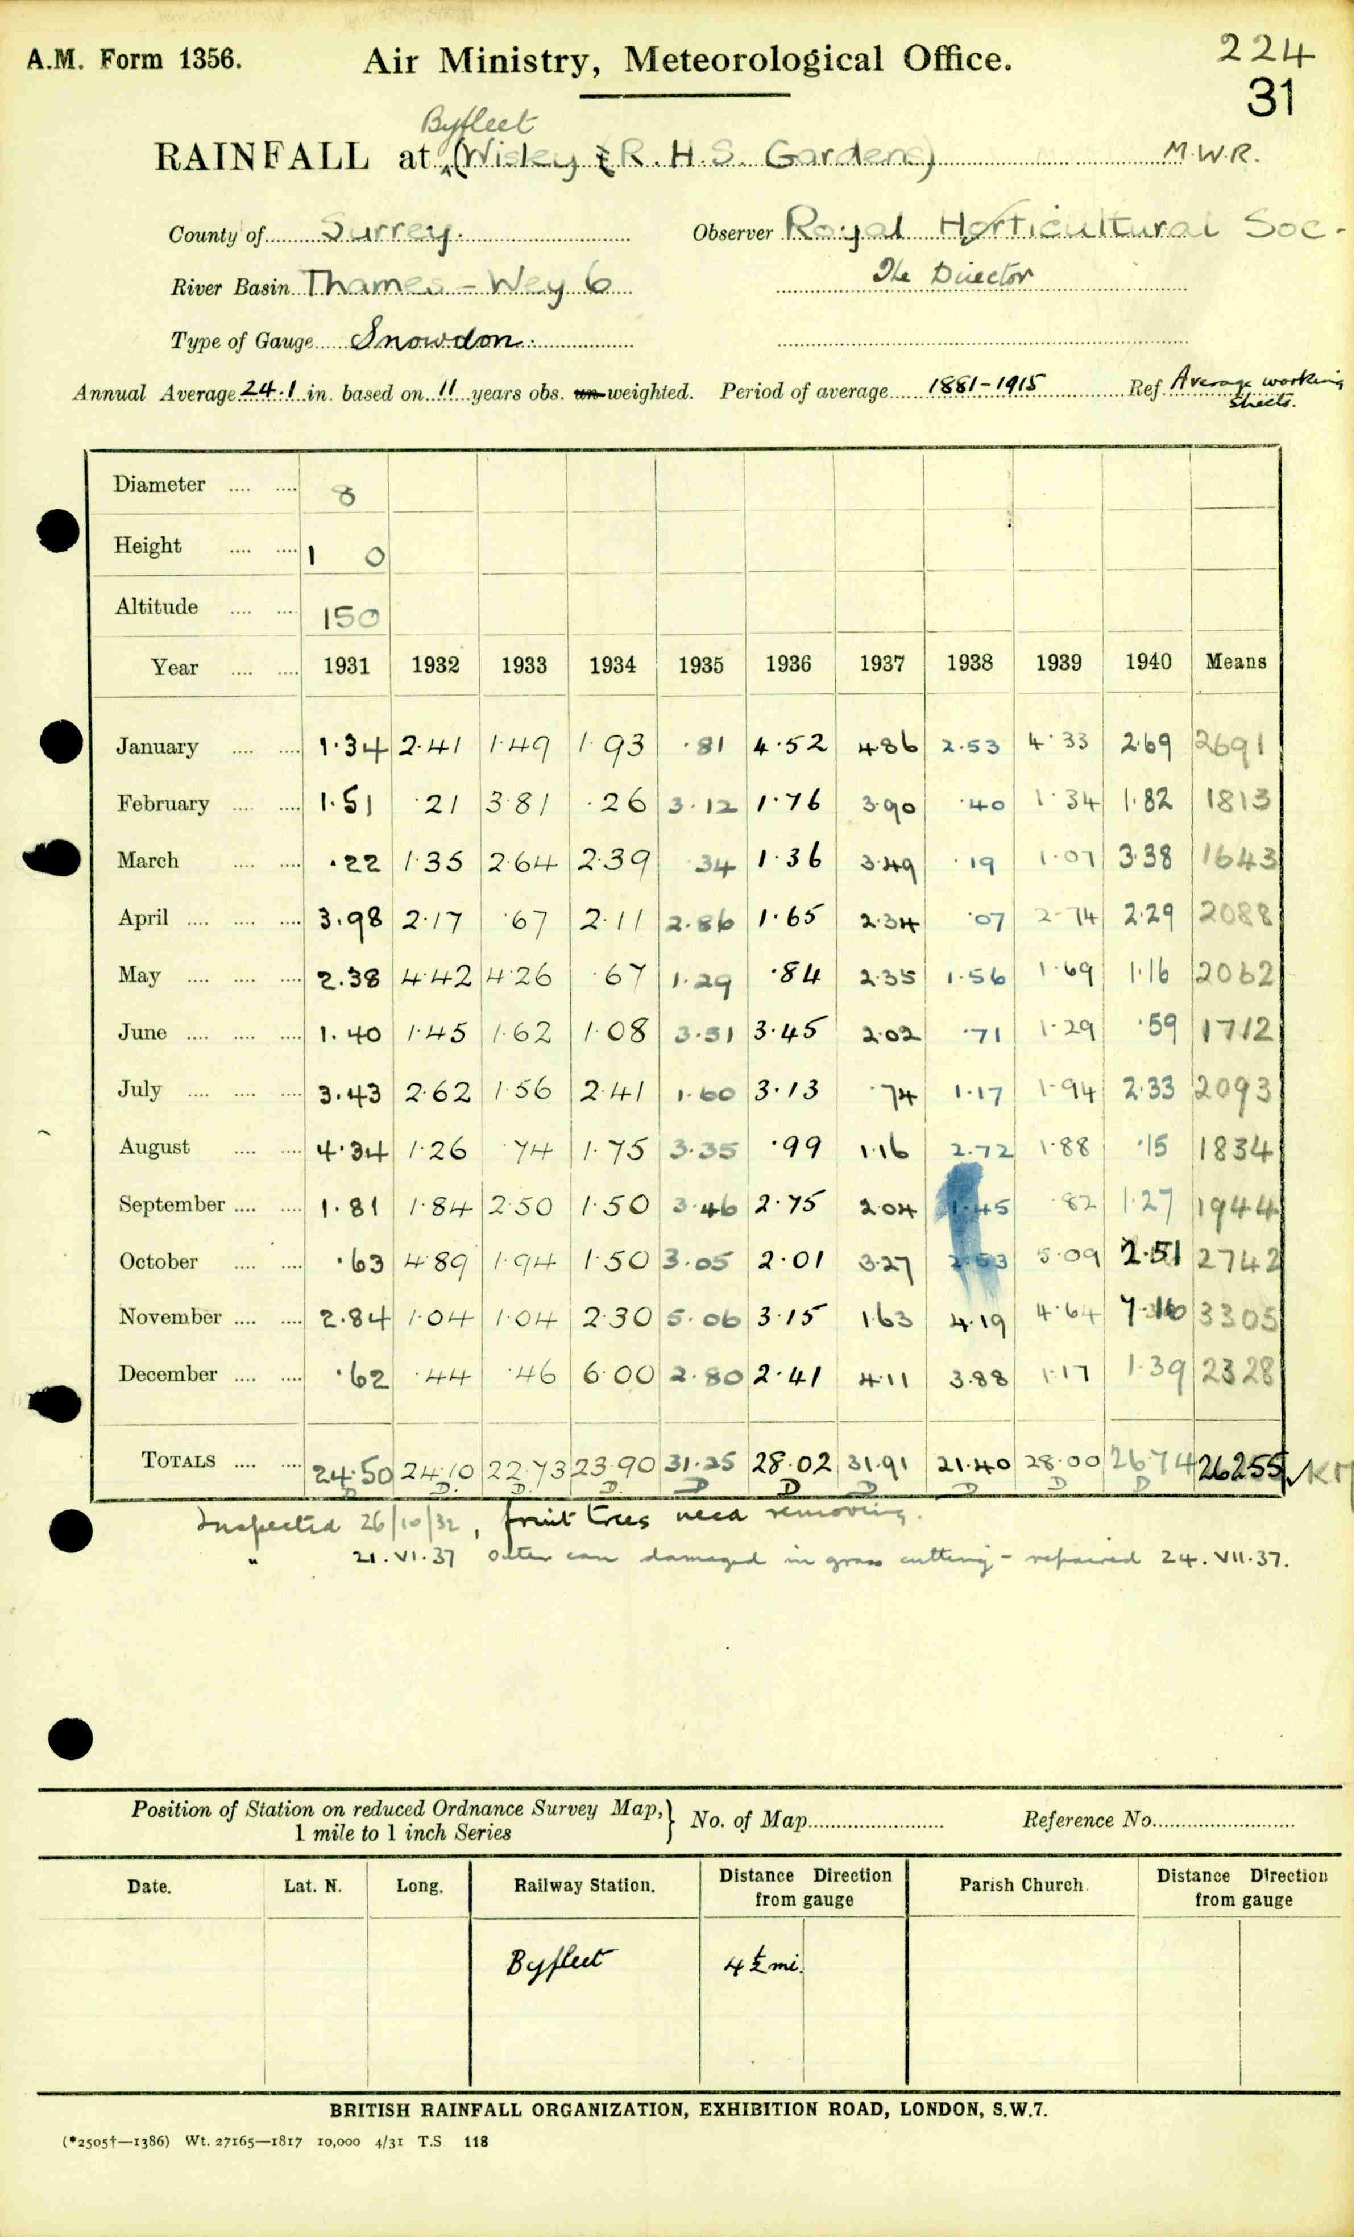 A.M. Form 1356.
Air Ministry, Meteorological Office.
224
31
Byfleet
RAINFALL at (Wisley R.H.S. Gardens) M.W.R.
County of Surrey. Observer Royal Horticultural Soc.
River Basin Thames - Wey 6 The Director
Type of Gauge Snowdon.
Annual Average 24.1 in. based on 11 years obs. un-weighted. Period of average 1881-1915 Ref. Average working sheets.
Diameter .... .... 8
Height .... .... 1 0
Altitude .... .... 150
Year .... .... 1931 1932 1933 1934 1935 1936 1937 1938 1939 1940 Means
January .... .... 1.34 2.41 1.49 1.93 .81 4.52 4.86 2.53 4.33 2.69 2691
February .... .... 1.51 .21 3.81 .26 3.12 1.76 3.90 .40 1.34 1.82 1813
March .... .... .22 1.35 2.64 2.39 .34 1.36 3.49 .19 1.07 3.38 1643
April .... .... .... 3.98 2.17 .67 2.11 2.86 1.65 2.34 .07 2.74 2.29 2088
May .... .... .... 2.38 4.42 4.26 .67 1.29 .84 2.35 1.56 1.69 1.16 2062
June .... .... .... 1.40 1.45 1.62 1.08 3.51 3.45 2.02 .71 1.29 .59 1712
July .... .... .... 3.43 2.62 1.56 2.41 1.60 3.13 .74 1.17 1.94 2.33 2093
August .... .... 4.34 1.26 .74 1.75 3.35 .99 1.16 2.72 1.88 .15 1834
September .... .... 1.81 1.84 2.50 1.50 3.46 2.75 2.04 1.45 .82 1.27 1944
October .... .... .63 4.89 1.94 1.50 3.05 2.01 3.27 2.53 5.09 2.51 2742
November .... .... 2.84 1.04 1.04 2.30 5.06 3.15 1.63 4.19 4.64 7.16 3305
December .... .... .62 .44 .46 6.00 2.80 2.41 4.11 3.88 1.17 1.39 2328
TOTALS .... .... 24.50 24.10 22.73 23.90 31.25 28.02 31.91 21.40 28.00 26.74 26255 ✓
D D. D. D. D D D D D D
Inspected 26/10/32, fruit trees need removing.
" 21.VI.37 outer can damaged in grass cutting - repaired 24.VII.37.
Position of Station on reduced Ordnance Survey Map, } No. of Map........ Reference No........
1 mile to 1 inch Series
Date. Lat. N. Long. Railway Station. Distance Direction from gauge Parish Church. Distance Direction from gauge
Byfleet 4 ½ mi.
BRITISH RAINFALL ORGANIZATION, EXHIBITION ROAD, LONDON, S.W.7.
(*2505†—1386) Wt. 27165—1817 10,000 4/31 T.S 118